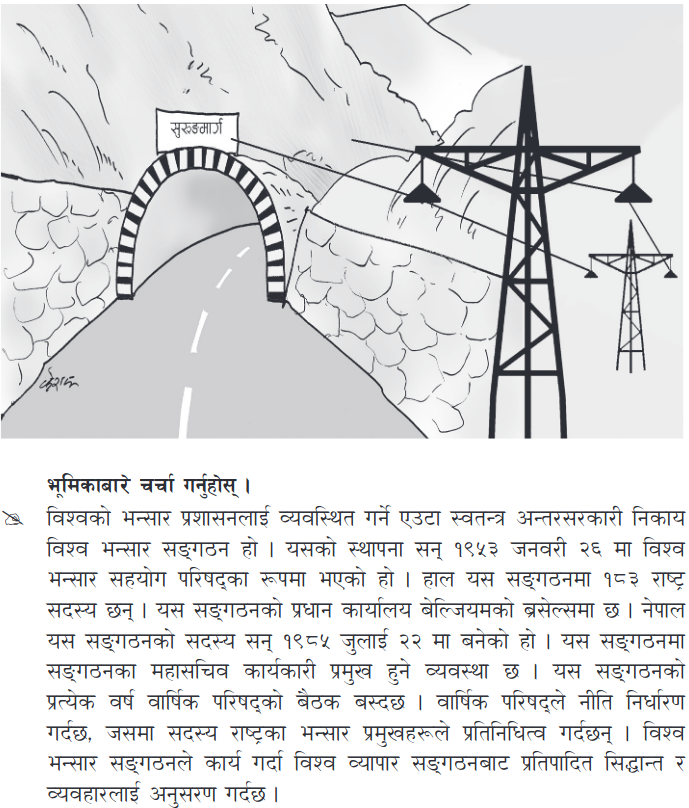 सुरुङमार्ग
भूमिकाबारे चर्चा गर्नुहोस् ।
विश्वको भन्सार प्रशासनलाई व्यवस्थित गर्ने एउटा स्वतन्त्र अन्तरसरकारी निकाय
विश्व भन्सार सङ्गठन हो । यसको स्थापना सन् १९५३ जनवरी २६ मा विश्व
भन्सार सहयोग परिषद्का रूपमा भएको हो । हाल यस सङ्गठनमा १८३ राष्ट्र
सदस्य छन् । यस सङ्गठनको प्रधान कार्यालय बेल्जियमको ब्रसेल्समा छ । नेपाल
यस सङ्गठनको सदस्य सन् १९८५ जुलाई २२ मा बनेको हो । यस सङ्गठनमा
सङ्गठनका महासचिव कार्यकारी प्रमुख हुने व्यवस्था छ । यस सङ्गठनको
प्रत्येक वर्ष वार्षिक परिषद्को बैठक बस्दछ । वार्षिक परिषद्ले नीति निर्धारण
गर्दछ, जसमा सदस्य राष्ट्रका भन्सार प्रमुखहरूले प्रतिनिधित्व गर्दछन् । विश्व
भन्सार सङ्गठनले कार्य गर्दा विश्व व्यापार सङ्गठनबाट प्रतिपादित सिद्धान्त र
व्यवहारलाई अनुसरण गर्दछ ।